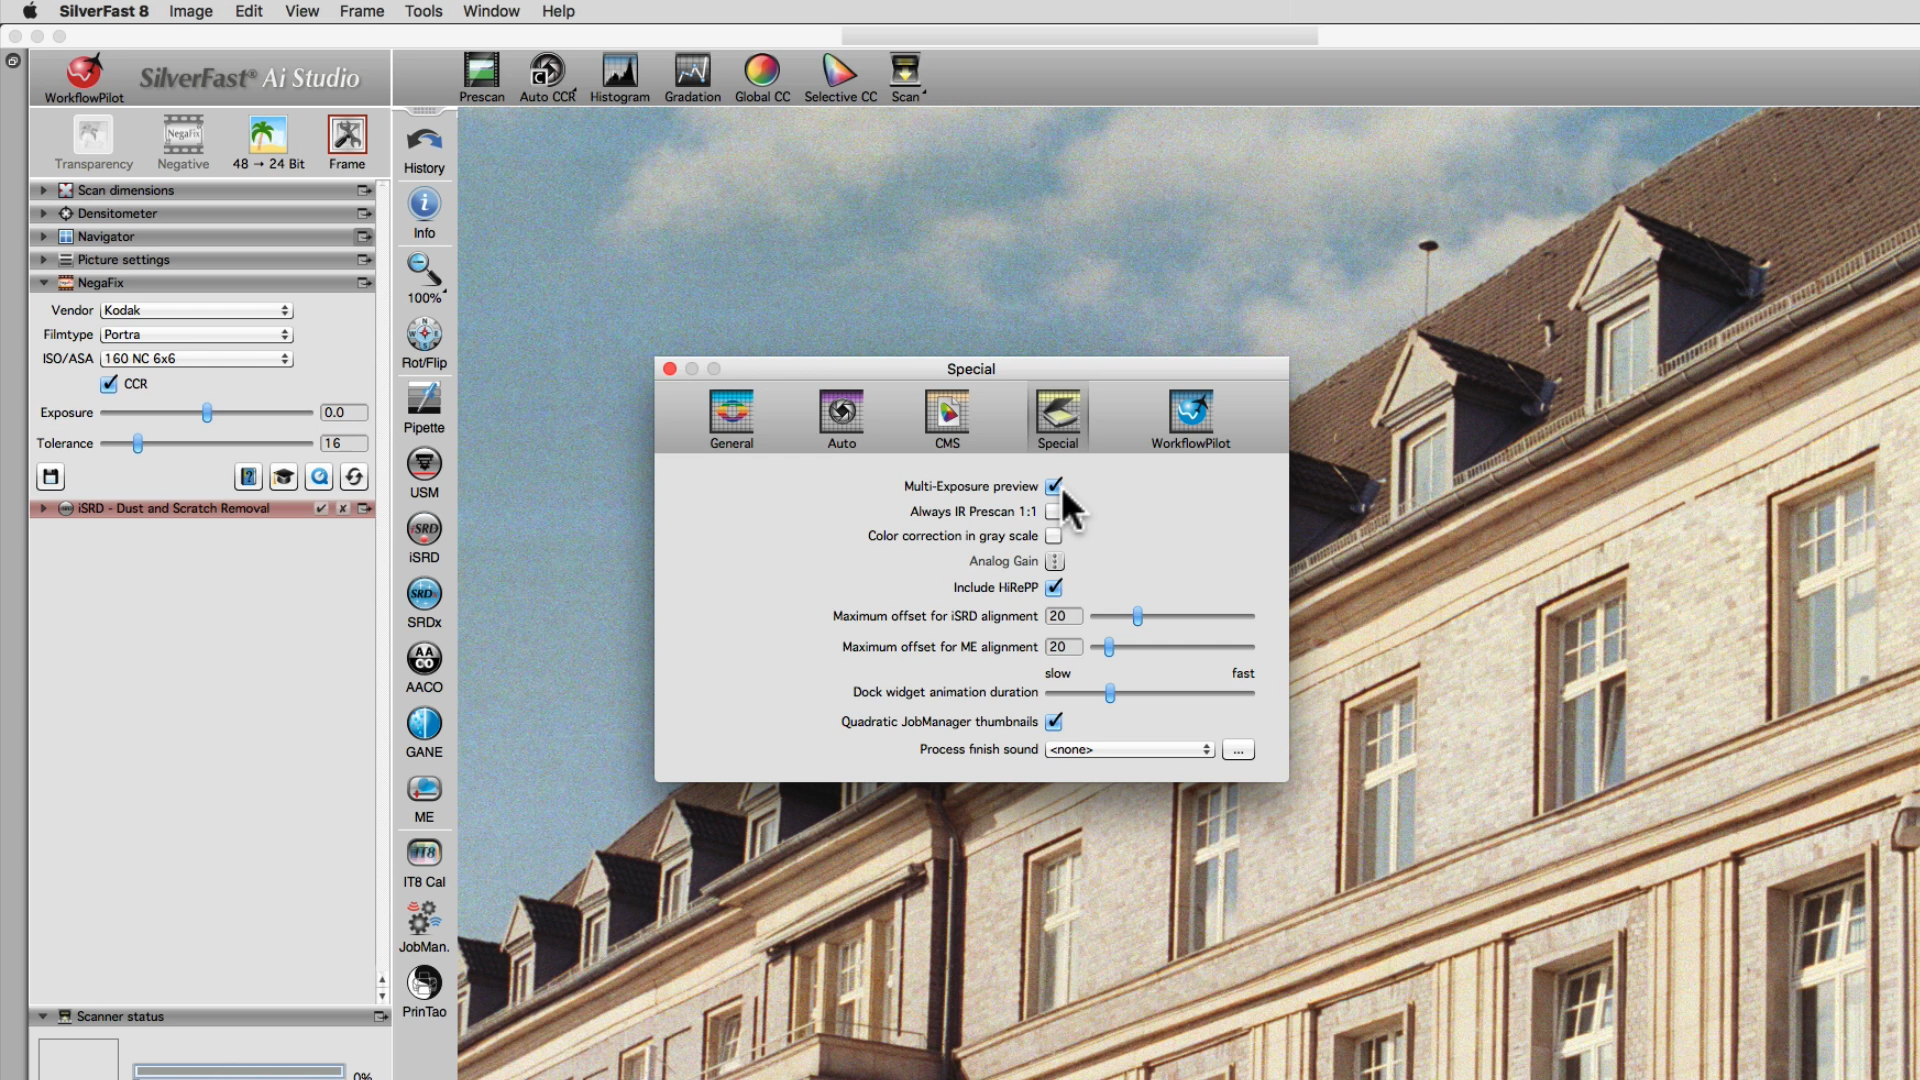 SilverFast 8 Image Edit View Frame Tools Window Help
WorkflowPilot
SilverFast® Ai Studio
Prescan Auto CCR Histogram Gradation Global CC Selective CC Scan
Transparency
NegaFix
Negative
48 → 24 Bit
Frame
Scan dimensions
Densitometer
Navigator
Picture settings
NegaFix
Vendor Kodak
Filmtype Portra
ISO/ASA 160 NC 6x6
CCR
Exposure 0.0
Tolerance 16
iSRD - Dust and Scratch Removal
Scanner status
0%
History
Info
100%
Rot/Flip
Pipette
USM
iSRD
iSRD
SRDx
SRDx
AA
CO
AACO
GANE
ME
IT8
IT8 Cal
JobMan.
PrinTao
Special
General Auto CMS Special WorkflowPilot
Multi-Exposure preview
Always IR Prescan 1:1
Color correction in gray scale
Analog Gain
Include HiRePP
Maximum offset for iSRD alignment 20
Maximum offset for ME alignment 20
slow fast
Dock widget animation duration
Quadratic JobManager thumbnails
Process finish sound <none> ...